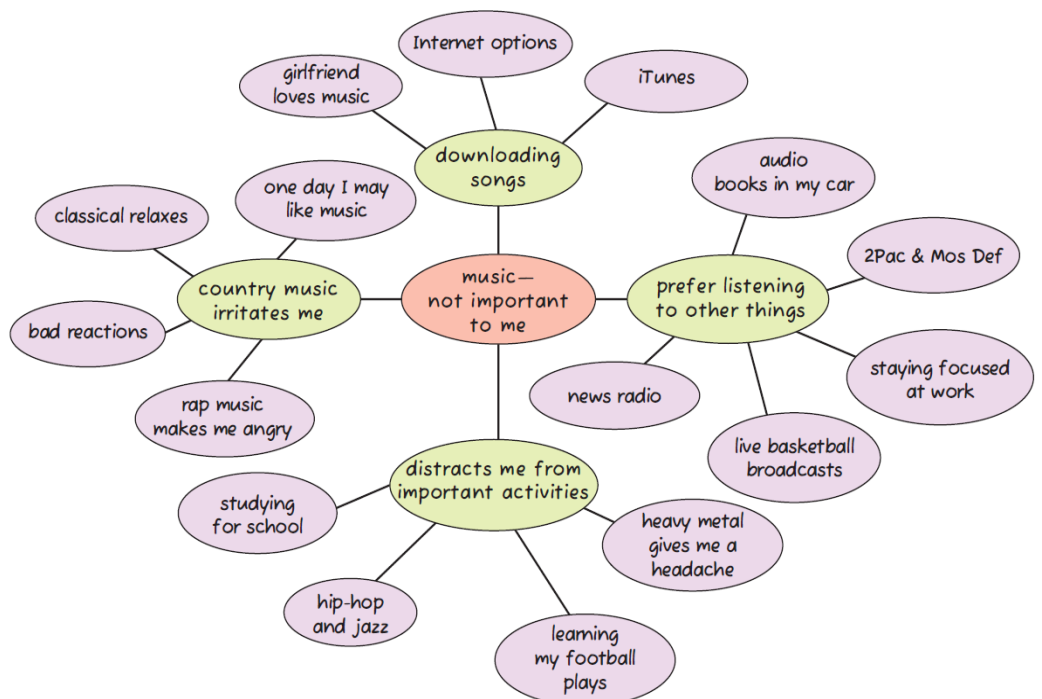 Internet options
girlfriend
loves music
iTunes
downloading
songs
audio
books in my car
one day I may
like music
classical relaxes
2Pac & Mos Def
country music
irritates me
music—
not important
to me
prefer listening
to other things
bad reactions
staying focused
at work
news radio
rap music
makes me angry
live basketball
broadcasts
distracts me from
important activities
studying
for school
heavy metal
gives me a
headache
hip-hop
and jazz
learning
my football
plays